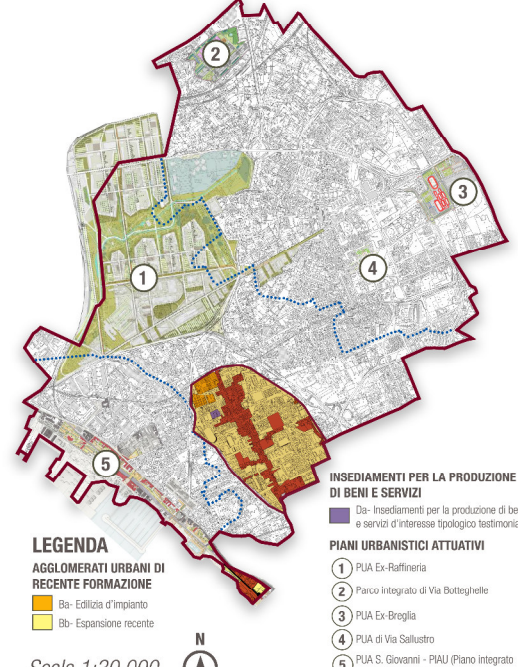 2
3
1
4
5
LEGENDA
AGGLOMERATI URBANI DI
RECENTE FORMAZIONE
Ba- Edilizia d'impianto
Bb- Espansione recente
Scala 1:20.000
N
INSEDIAMENTI PER LA PRODUZIONE
DI BENI E SERVIZI
Da- Insediamenti per la produzione di be
e servizi d'interesse tipologico testimonia
PIANI URBANISTICI ATTUATIVI
1 PUA Ex-Raffineria
2 Parco integrato di Via Botteghelle
3 PUA Ex-Breglia
4 PUA di Via Sallustro
5 PUA S. Giovanni - PIAU (Piano integrato